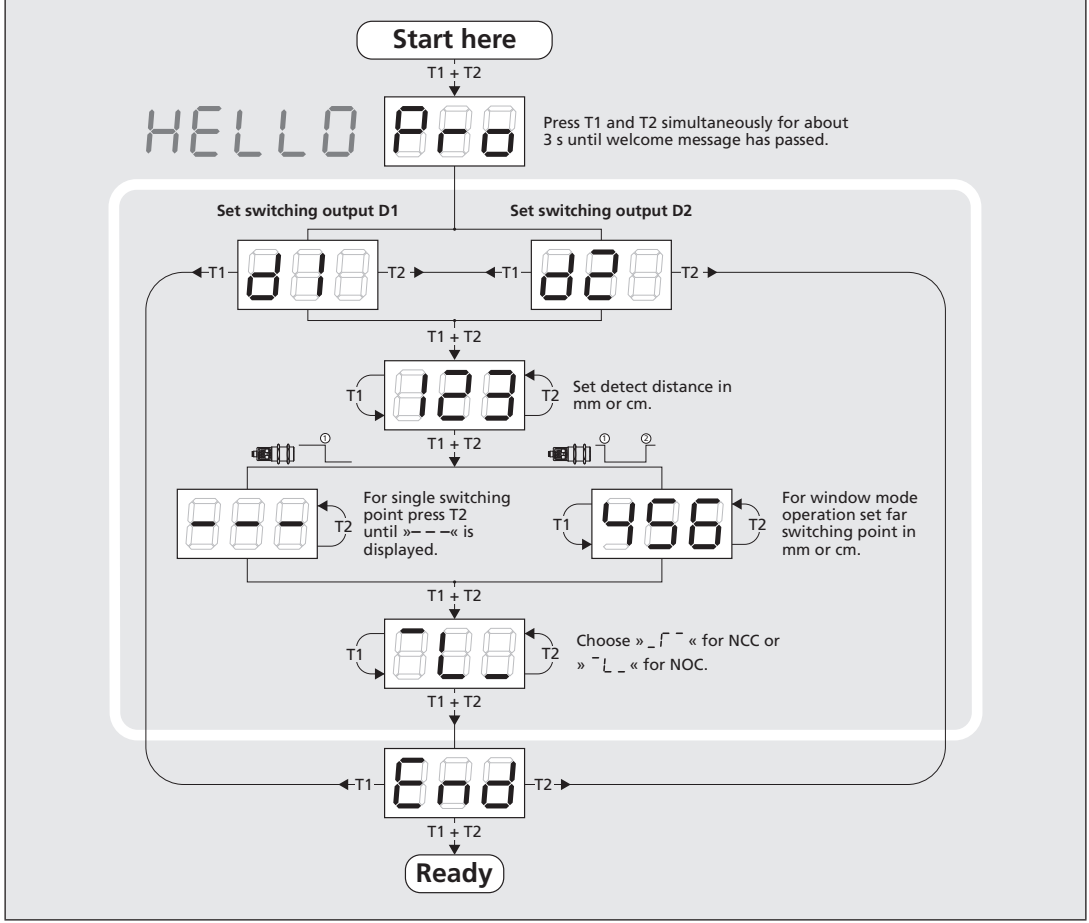 Start here
T1 + T2
HELLO
Pro
Press T1 and T2 simultaneously for about
3 s until welcome message has passed.
Set switching output D1
Set switching output D2
T1
d1
T2
T1
d2
T2
T1 + T2
T1
123
T2
Set detect distance in
mm or cm.
T1 + T2
①
① ②
- - -
T2
For single switching
point press T2
until »– – –« is
displayed.
T1
456
T2
For window mode
operation set far
switching point in
mm or cm.
T1 + T2
T1
¯L_
T2
Choose »_Γ¯« for NCC or
»¯L_« for NOC.
T1 + T2
T1
End
T2
T1 + T2
Ready